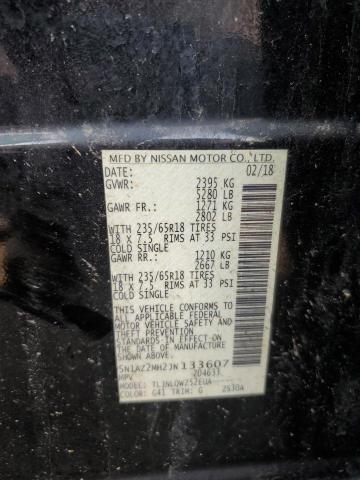 MFD BY NISSAN MOTOR CO., LTD.
DATE: 02/18
GVWR: 2395 KG
5280 LB
GAWR FR.: 1271 KG
2802 LB
WITH 235/65R18 TIRES
18 X 7.5 RIMS AT 33 PSI
COLD SINGLE
GAWR RR.: 1210 KG
2667 LB
WITH 235/65R18 TIRES
18 X 7.5 RIMS AT 33 PSI
COLD SINGLE
THIS VEHICLE CONFORMS TO
ALL APPLICABLE FEDERAL
MOTOR VEHICLE SAFETY
STANDARDS IN EFFECT ON
THE DATE OF MANUFACTURE
SHOWN ABOVE.
5N1AZ2MH2JN133607
MPV 204633
MODEL: TLJNLQWZ52EUA
COLOR: G41 TRIM: G 2530A